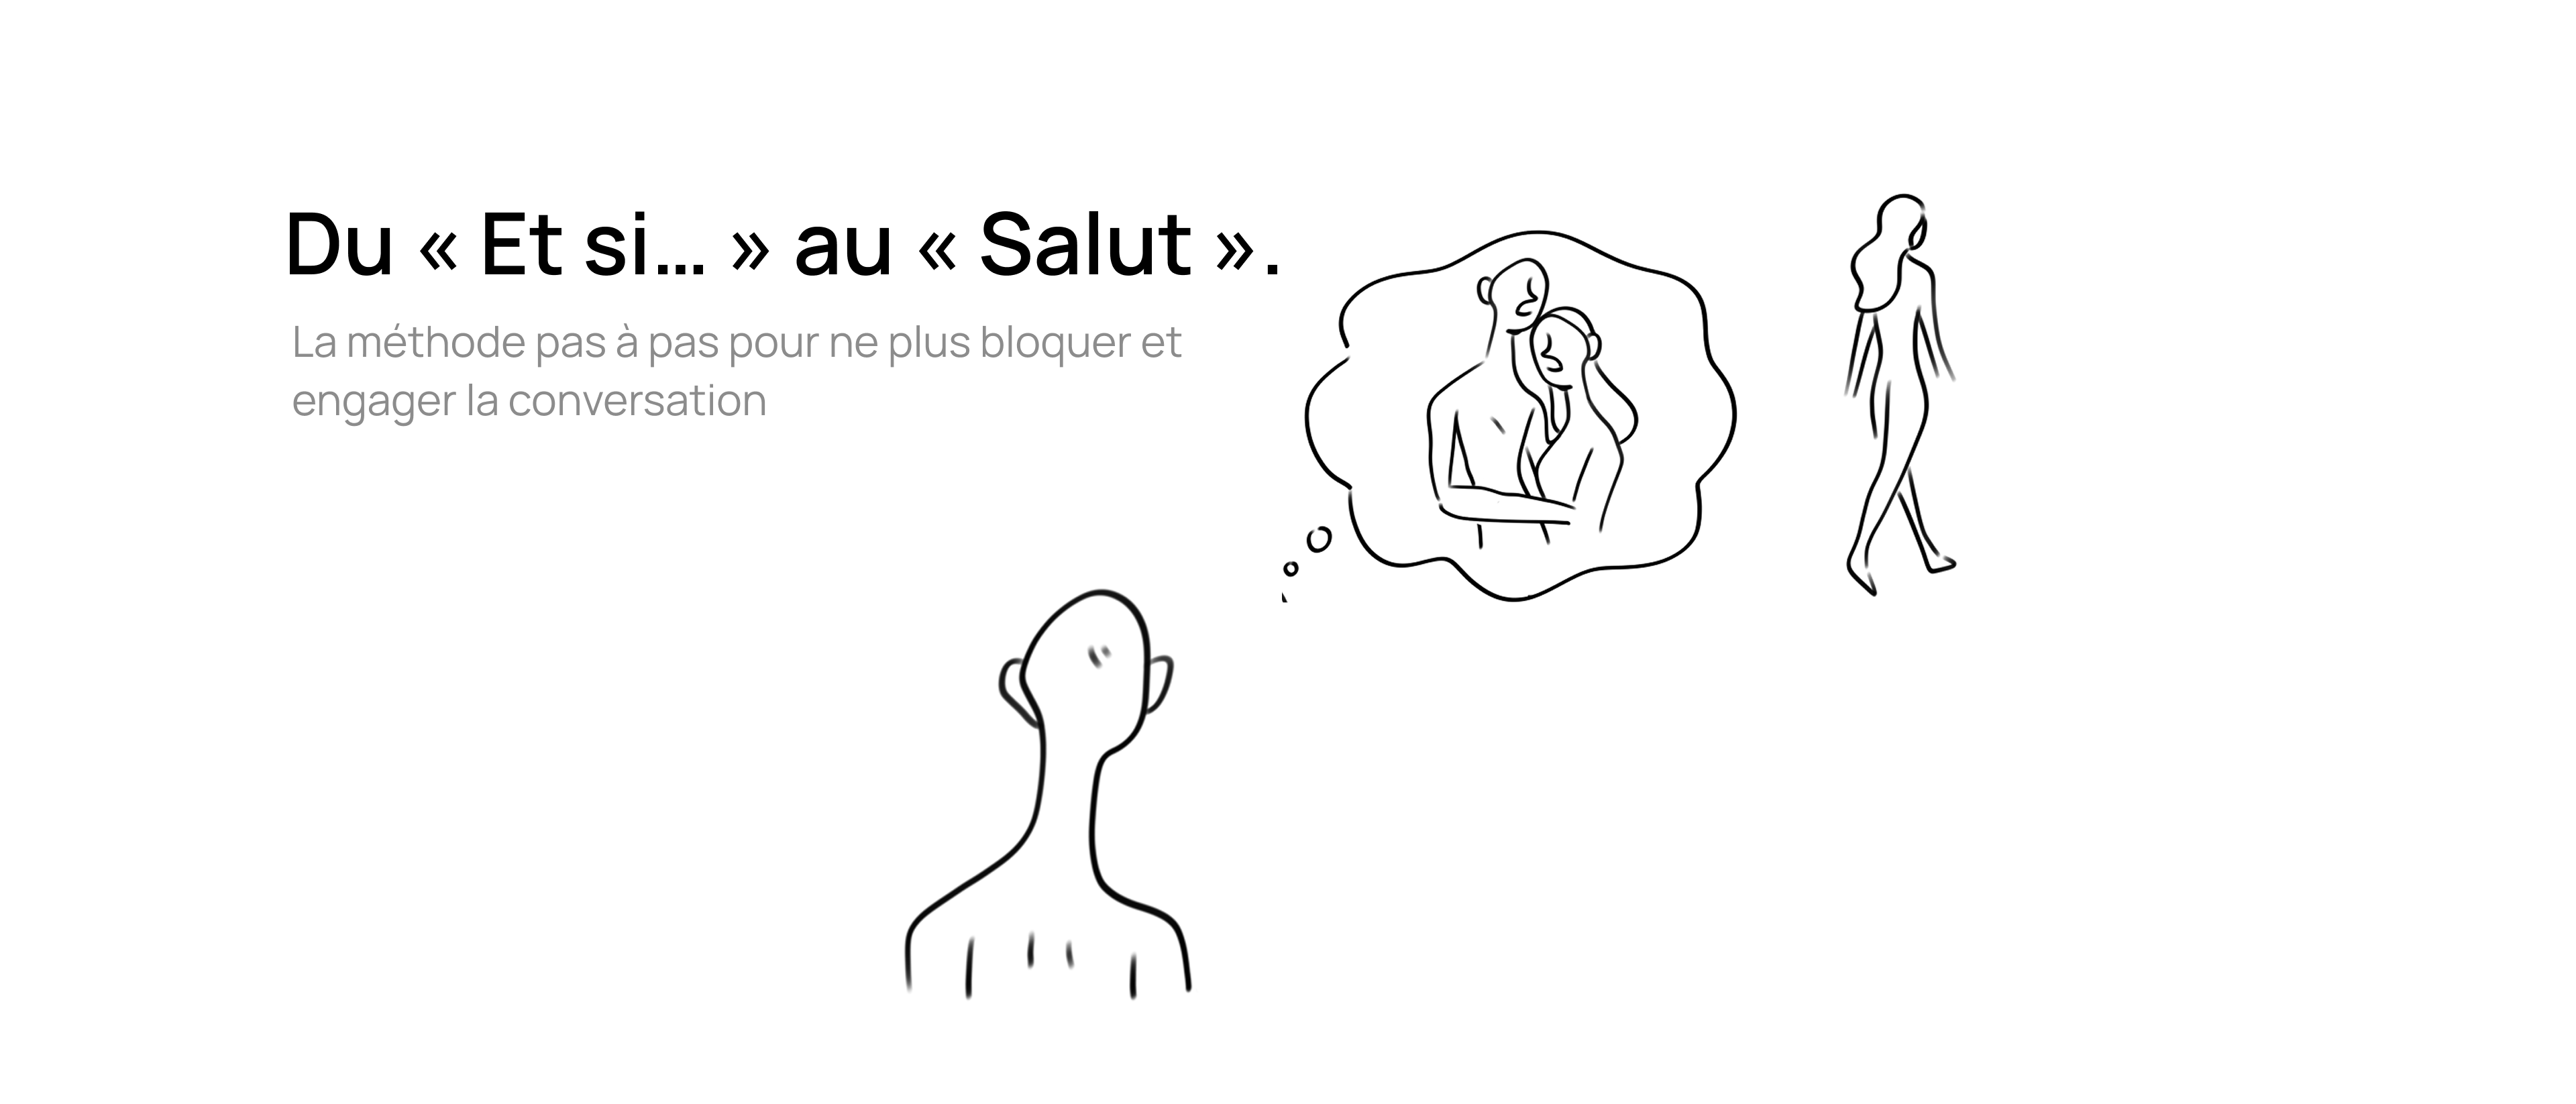 Du « Et si... » au « Salut ».
La méthode pas à pas pour ne plus bloquer et
engager la conversation